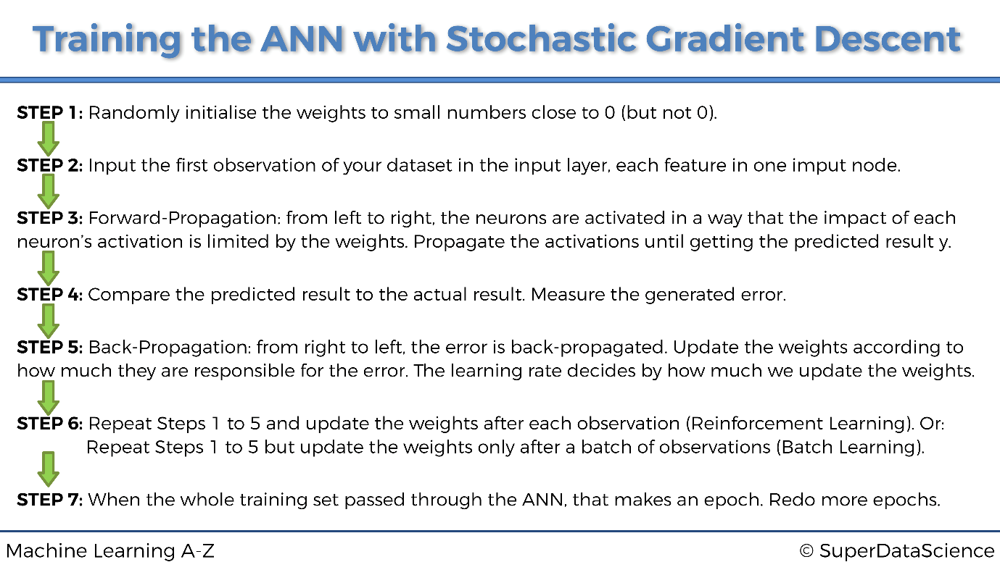 Training the ANN with Stochastic Gradient Descent
STEP 1: Randomly initialise the weights to small numbers close to 0 (but not 0).
STEP 2: Input the first observation of your dataset in the input layer, each feature in one imput node.
STEP 3: Forward-Propagation: from left to right, the neurons are activated in a way that the impact of each
neuron's activation is limited by the weights. Propagate the activations until getting the predicted result y.
STEP 4: Compare the predicted result to the actual result. Measure the generated error.
STEP 5: Back-Propagation: from right to left, the error is back-propagated. Update the weights according to
how much they are responsible for the error. The learning rate decides by how much we update the weights.
STEP 6: Repeat Steps 1 to 5 and update the weights after each observation (Reinforcement Learning). Or:
Repeat Steps 1 to 5 but update the weights only after a batch of observations (Batch Learning).
STEP 7: When the whole training set passed through the ANN, that makes an epoch. Redo more epochs.
Machine Learning A-Z
© SuperDataScience